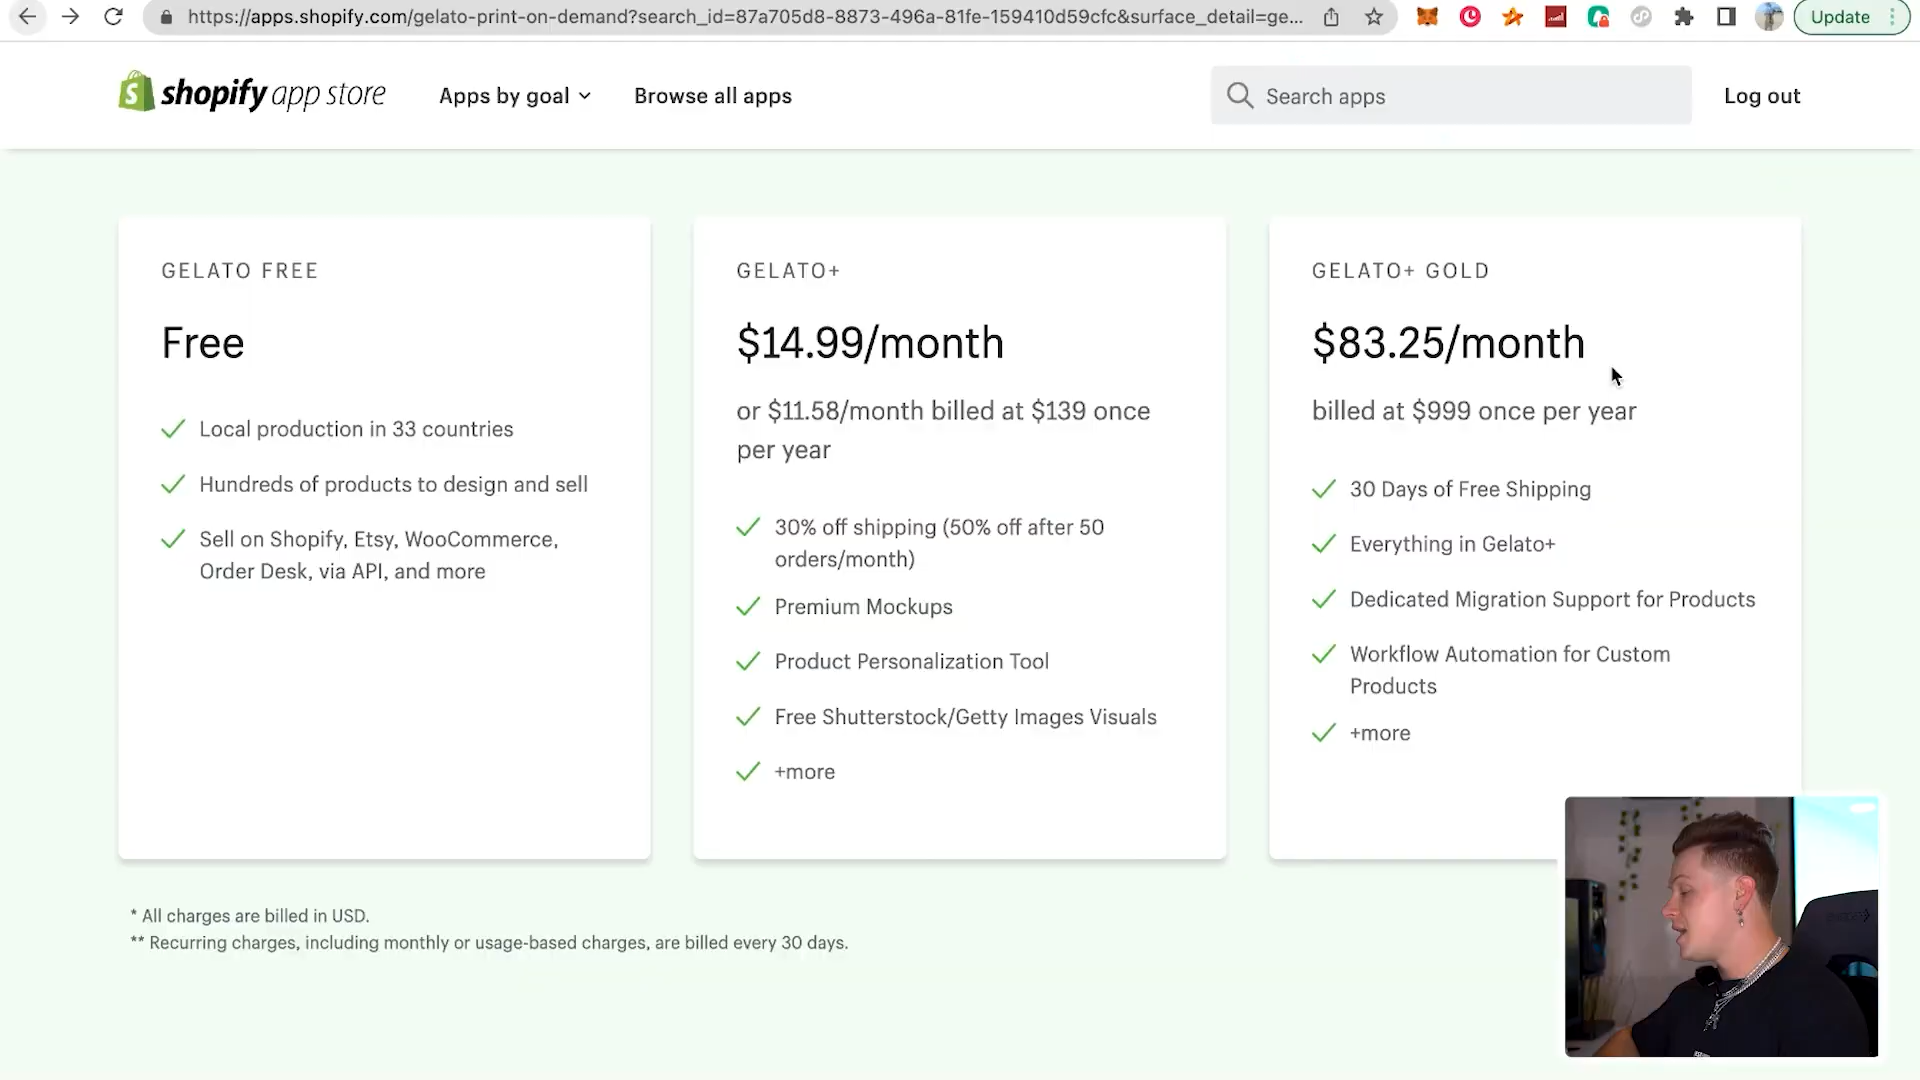 https://apps.shopify.com/gelato-print-on-demand?search_id=87a705d8-8873-496a-81fe-159410d59cfc&surface_detail=ge...
Update
shopify app store
Apps by goal
Browse all apps
Search apps
Log out
GELATO FREE
Free
Local production in 33 countries
Hundreds of products to design and sell
Sell on Shopify, Etsy, WooCommerce,
Order Desk, via API, and more
GELATO+
$14.99/month
or $11.58/month billed at $139 once
per year
30% off shipping (50% off after 50
orders/month)
Premium Mockups
Product Personalization Tool
Free Shutterstock/Getty Images Visuals
+more
GELATO+ GOLD
$83.25/month
billed at $999 once per year
30 Days of Free Shipping
Everything in Gelato+
Dedicated Migration Support for Products
Workflow Automation for Custom
Products
+more
* All charges are billed in USD.
** Recurring charges, including monthly or usage-based charges, are billed every 30 days.